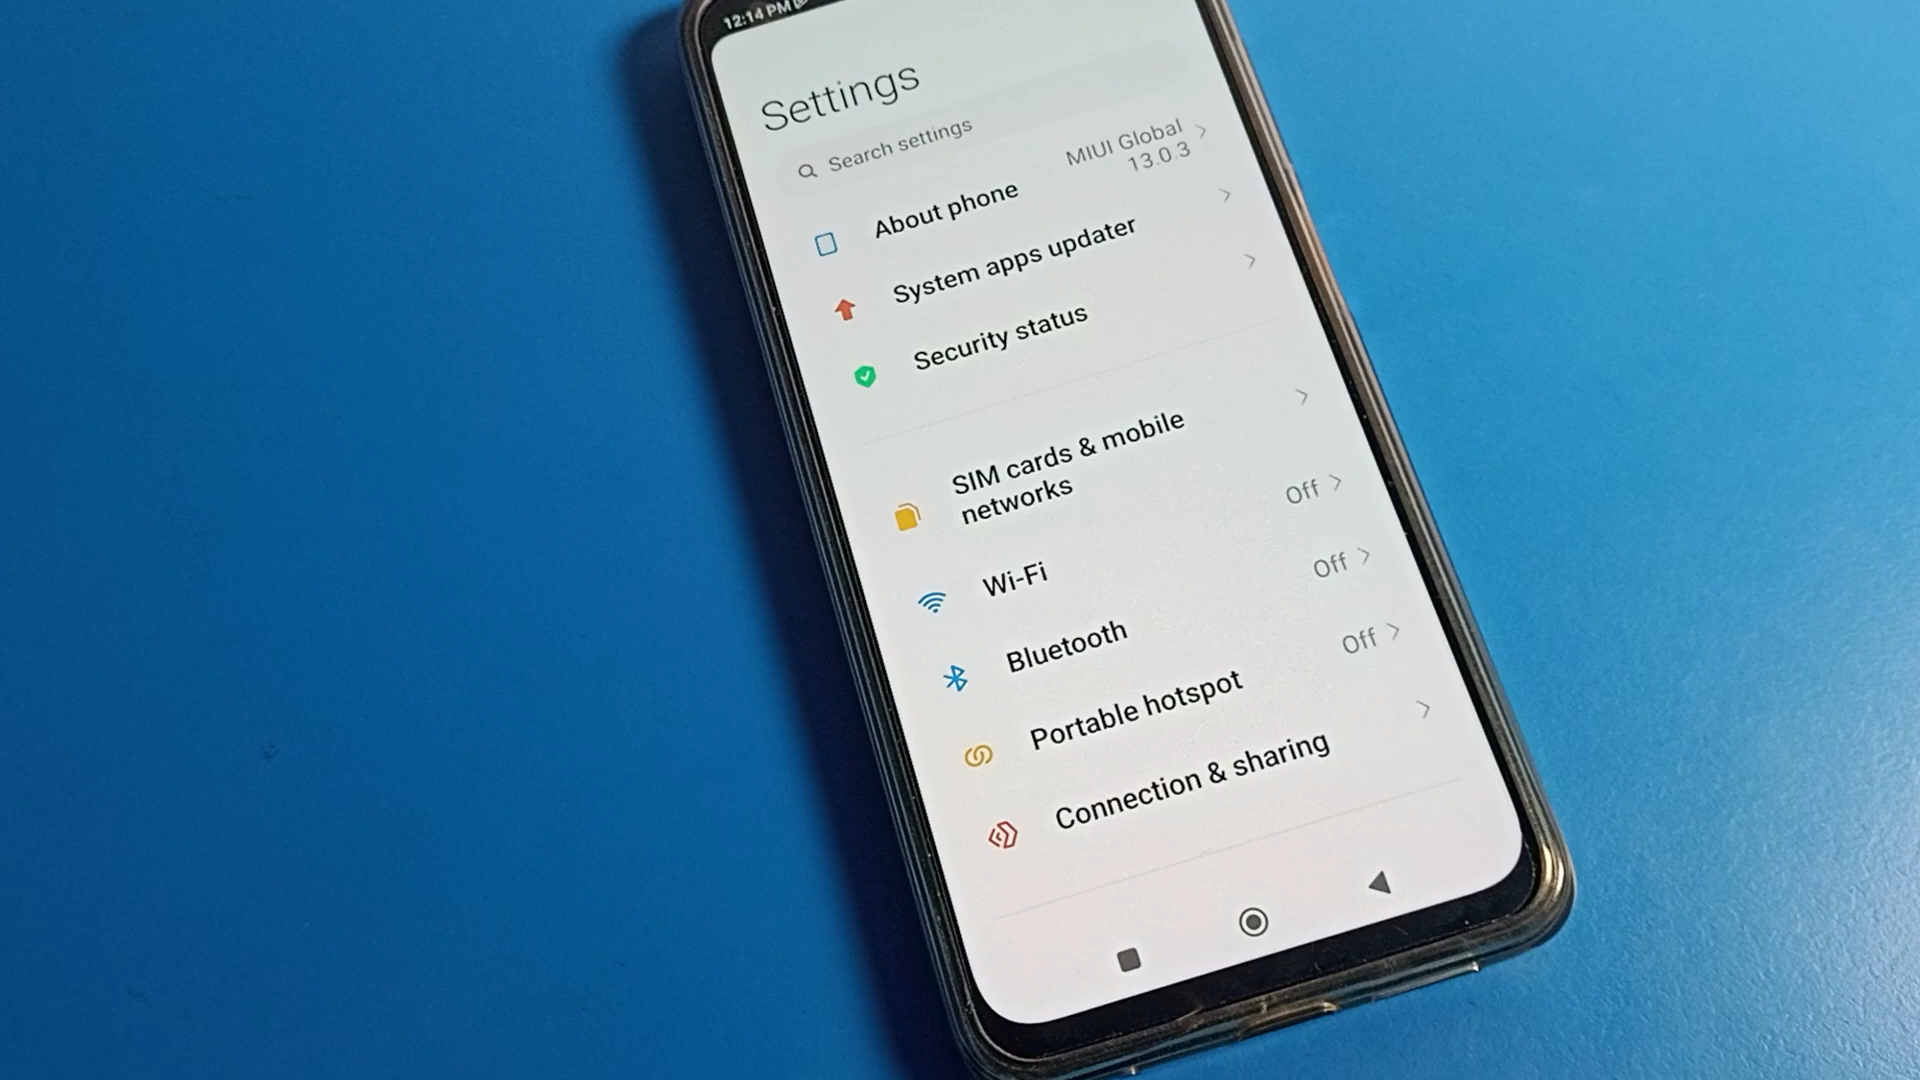 12:14 PM
Settings
Search settings
About phone
MIUI Global
13.0.3
System apps updater
Security status
SIM cards & mobile
networks
Wi-Fi
Off
Bluetooth
Off
Portable hotspot
Off
Connection & sharing